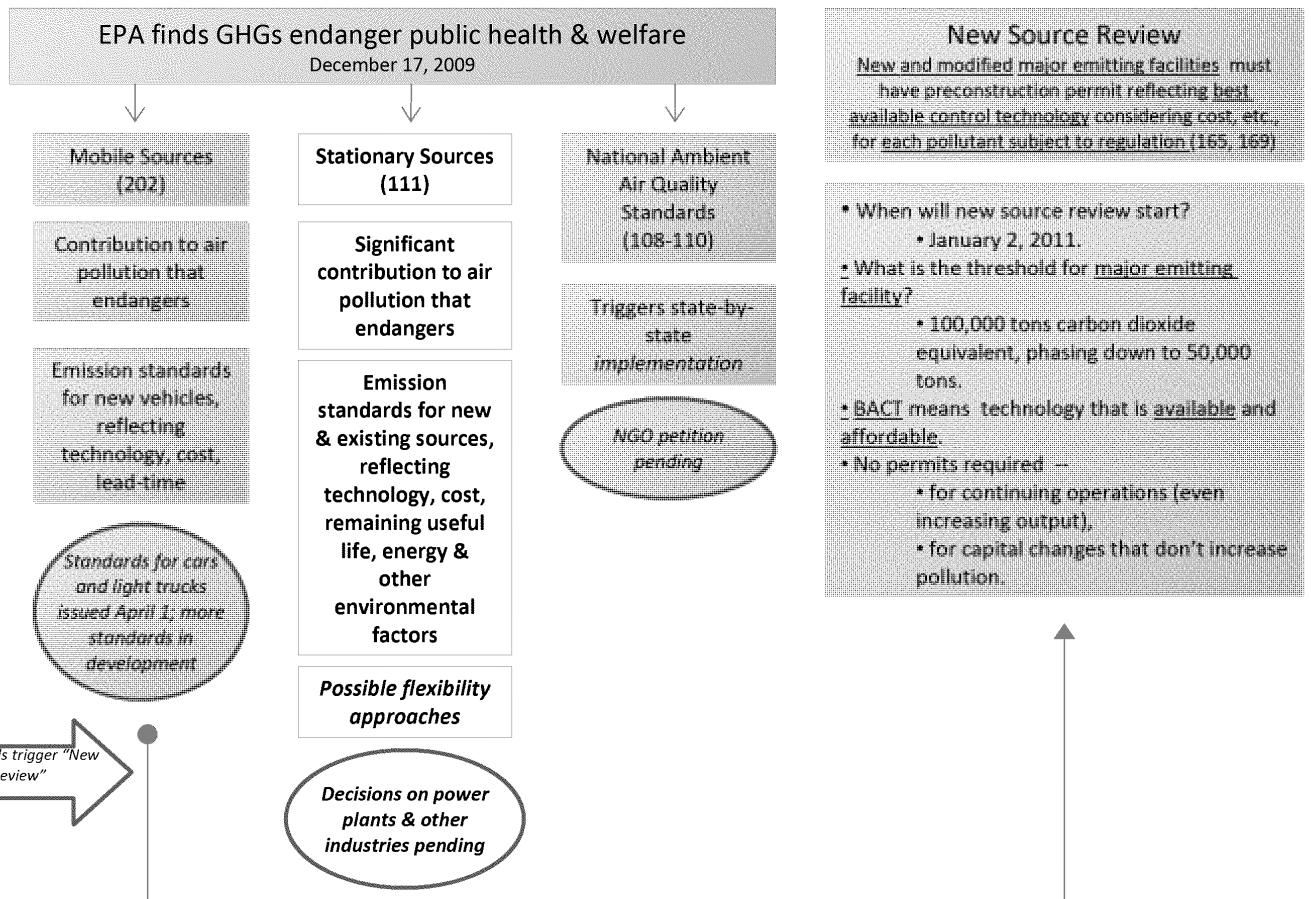 EPA finds GHGs endanger public health & welfare
December 17, 2009
Mobile Sources
(202)
Contribution to air
pollution that
endangers
Emission standards
for new vehicles,
reflecting
technology, cost,
lead-time
Standards for cars
and light trucks
issued April 1; more
standards in
development
trigger “New
Stationary Sources
(111)
Significant
contribution to air
pollution that
endangers
Emission
standards for new
& existing sources,
reflecting
technology, cost,
remaining useful
life, energy &
other
environmental
factors
Possible flexibility
approaches
Decisions on power
plants & other
industries pending
National Ambient
Air Quality
Standards
(108-110)
Triggers state-by-
state
implementation
NGO petition
pending
New Source Review
New and modified major emitting facilities must
have preconstruction permit reflecting best
available control technology considering cost, etc.,
for each pollutant subject to regulation (165, 169)
• When will new source review start?
• January 2, 2011.
• What is the threshold for major emitting
facility?
• 100,000 tons carbon dioxide
equivalent, phasing down to 50,000
tons.
• BACT means technology that is available and
affordable.
• No permits required --
• for continuing operations (even
increasing output),
• for capital changes that don’t increase
pollution.